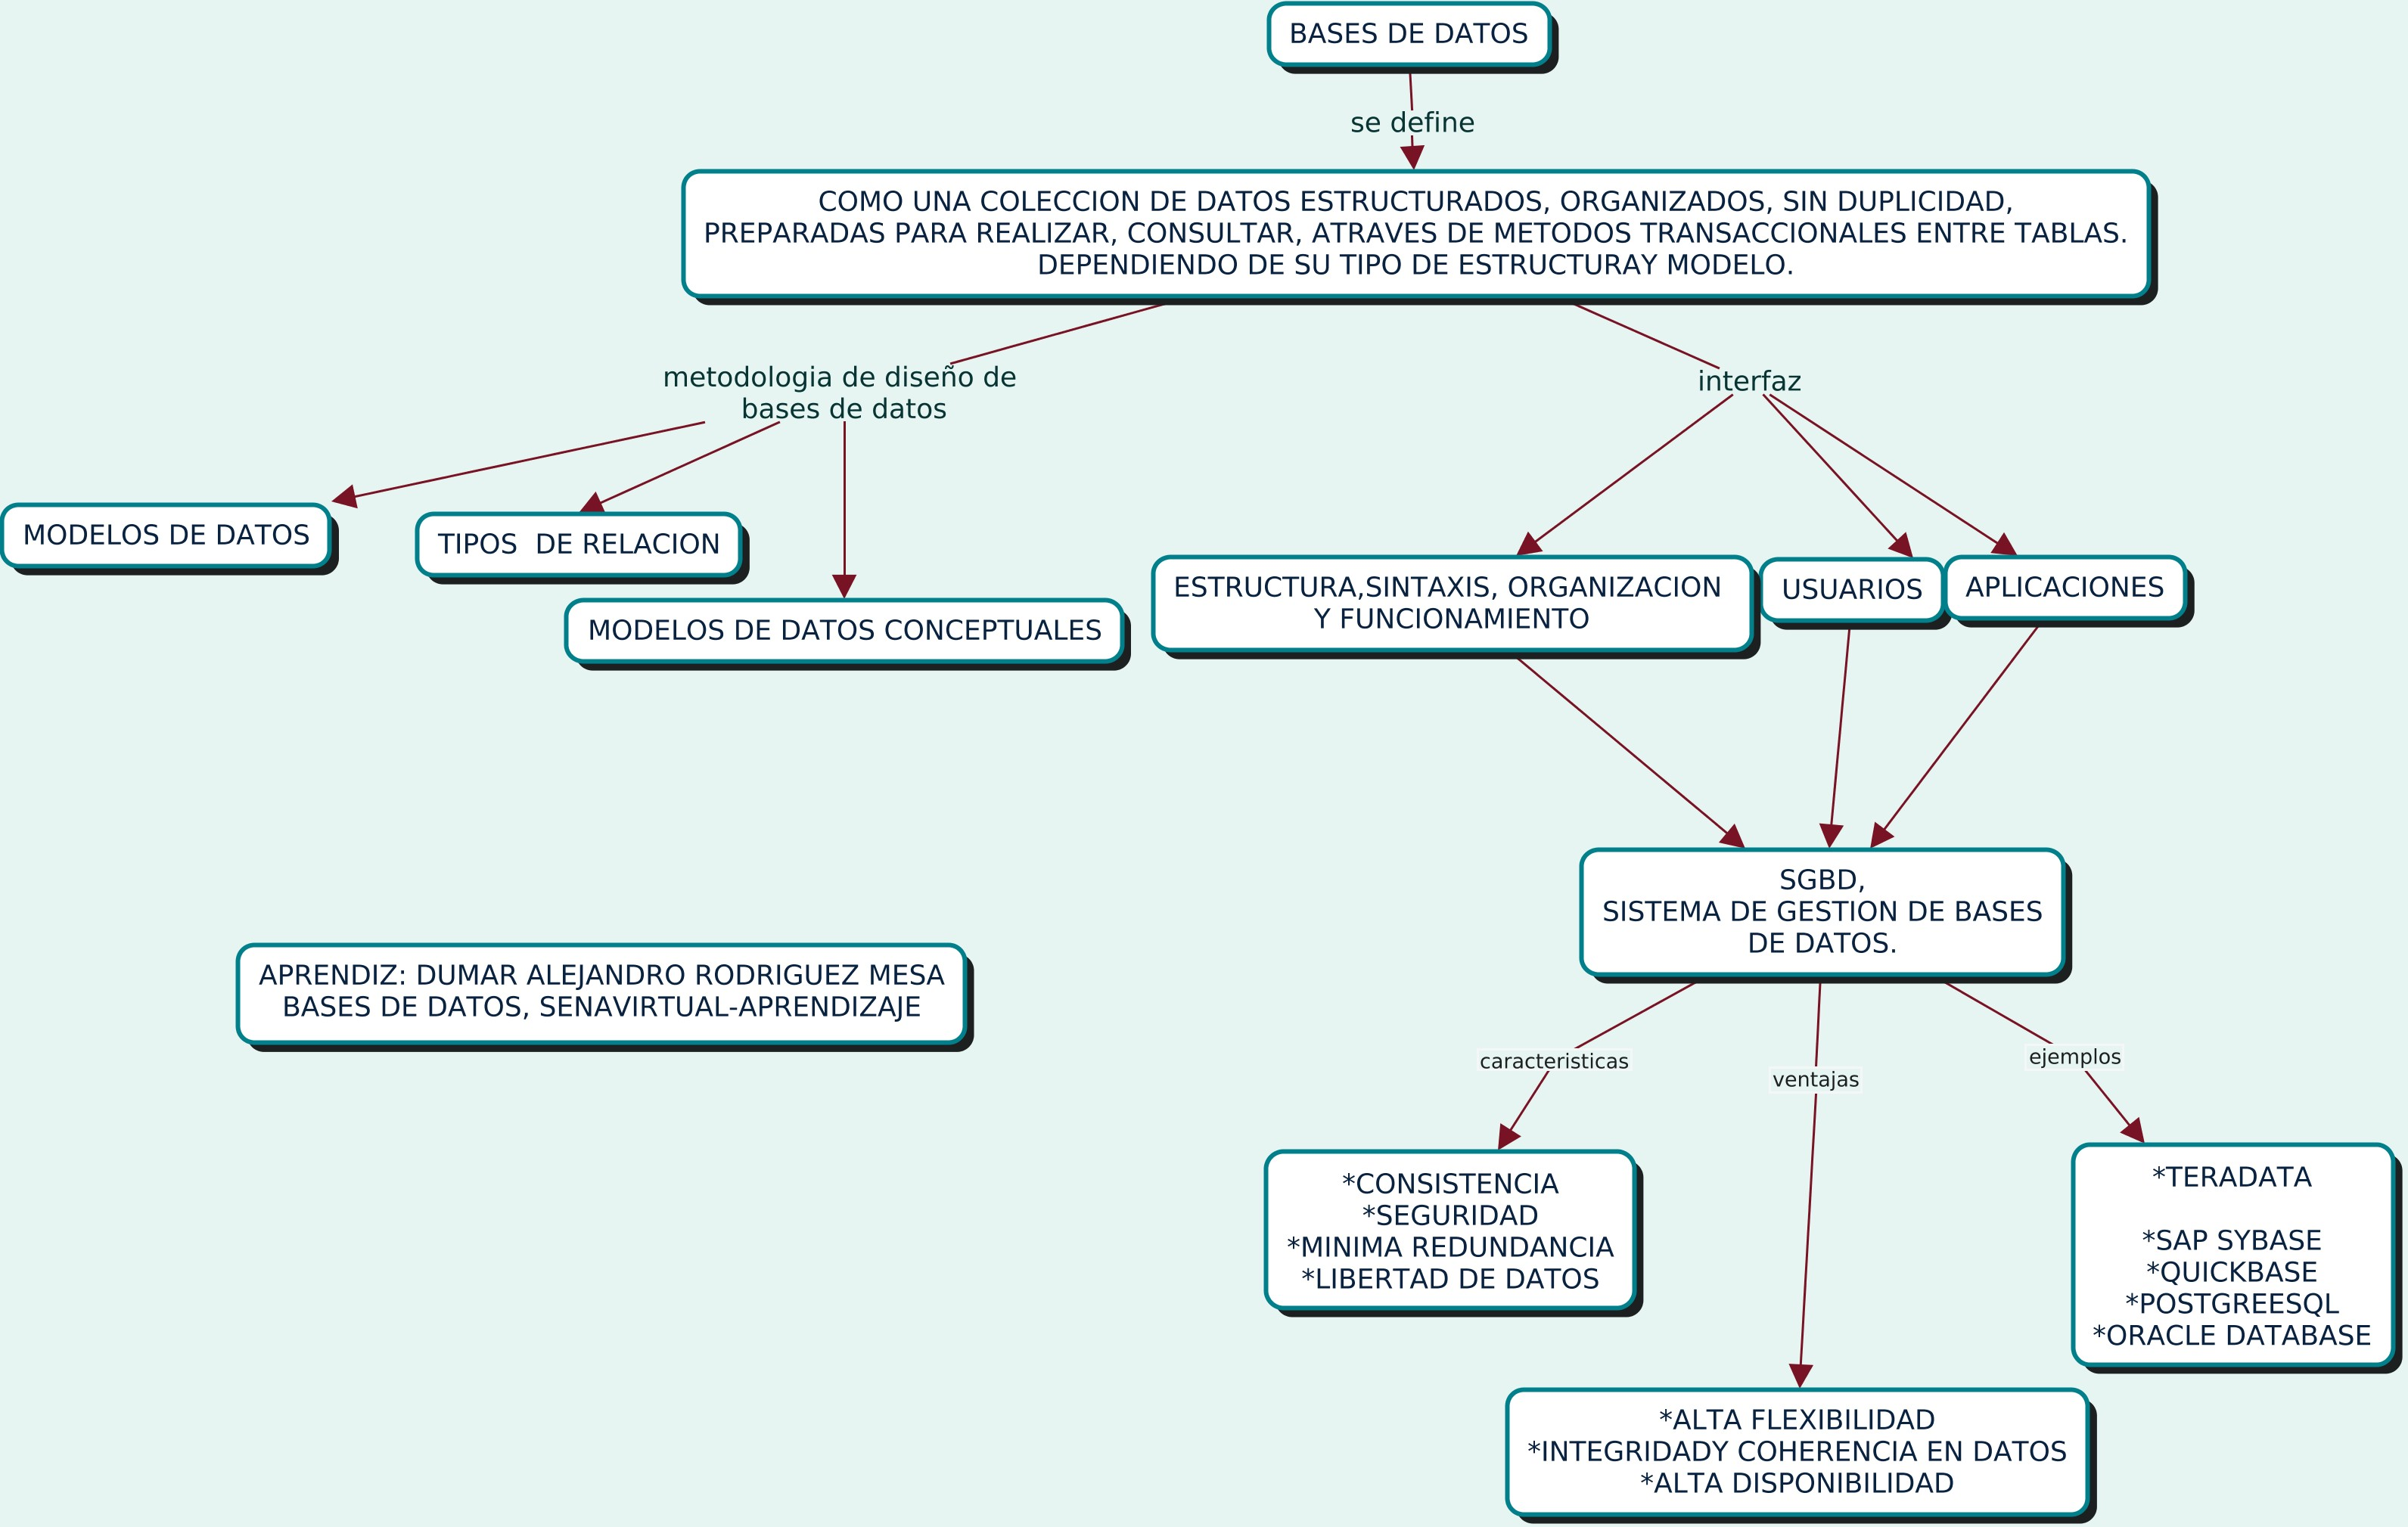 BASES DE DATOS
se define
COMO UNA COLECCION DE DATOS ESTRUCTURADOS, ORGANIZADOS, SIN DUPLICIDAD,
PREPARADAS PARA REALIZAR, CONSULTAR, ATRAVES DE METODOS TRANSACCIONALES ENTRE TABLAS.
DEPENDIENDO DE SU TIPO DE ESTRUCTURAY MODELO.
metodologia de diseño de
bases de datos
interfaz
MODELOS DE DATOS
TIPOS  DE RELACION
MODELOS DE DATOS CONCEPTUALES
ESTRUCTURA,SINTAXIS, ORGANIZACION
Y FUNCIONAMIENTO
USUARIOS
APLICACIONES
SGBD,
SISTEMA DE GESTION DE BASES
DE DATOS.
APRENDIZ: DUMAR ALEJANDRO RODRIGUEZ MESA
BASES DE DATOS, SENAVIRTUAL-APRENDIZAJE
caracteristicas
ventajas
ejemplos
*CONSISTENCIA
*SEGURIDAD
*MINIMA REDUNDANCIA
*LIBERTAD DE DATOS
*TERADATA
*SAP SYBASE
*QUICKBASE
*POSTGREESQL
*ORACLE DATABASE
*ALTA FLEXIBILIDAD
*INTEGRIDADY COHERENCIA EN DATOS
*ALTA DISPONIBILIDAD